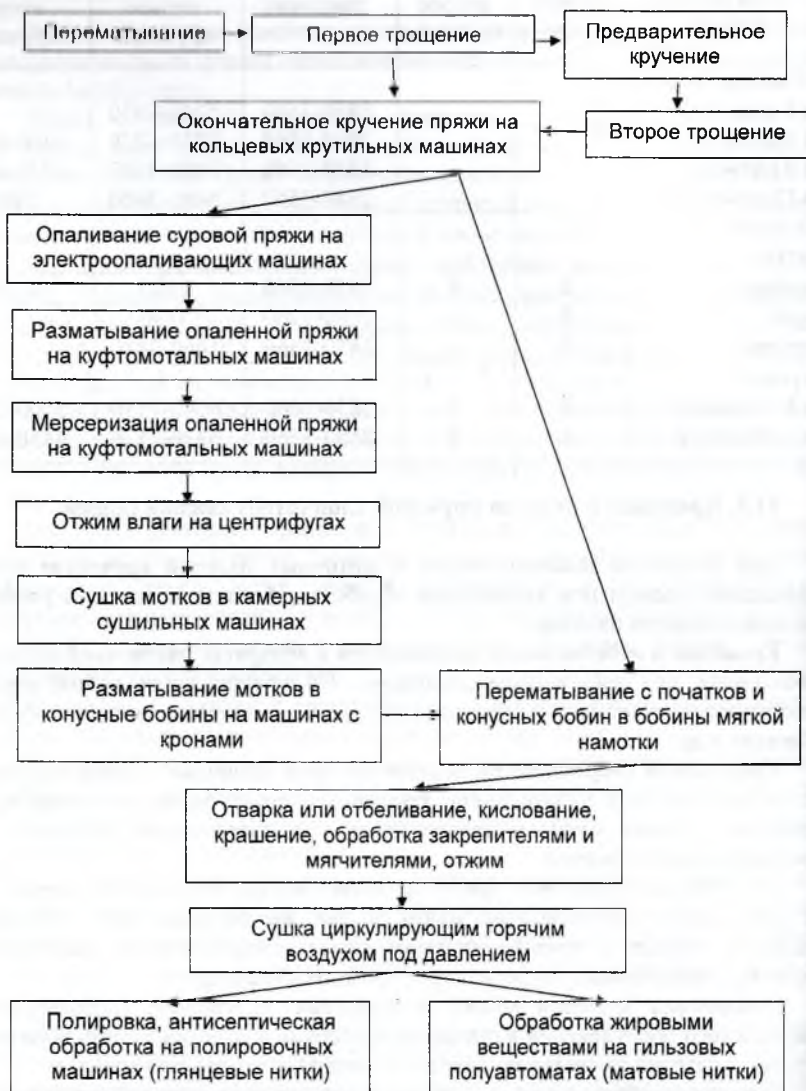 Перематывание
Первое трощение
Предварительное
кручение
Окончательное кручение пряжи на
кольцевых крутильных машинах
Второе трощение
Опаливание суровой пряжи на
электроопаливающих машинах
Разматывание опаленной пряжи
на куфтомотальных машинах
Мерсеризация опаленной пряжи
на куфтомотальных машинах
Отжим влаги на центрифугах
Сушка мотков в камерных
сушильных машинах
Разматывание мотков в
конусные бобины на машинах с
кронами
Перематывание с початков и
конусных бобин в бобины мягкой
намотки
Отварка или отбеливание, кислование,
крашение, обработка закрепителями и
мягчителями, отжим
Сушка циркулирующим горячим
воздухом под давлением
Полировка, антисептическая
обработка на полировочных
машинах (глянцевые нитки)
Обработка жировыми
веществами на гильзовых
полуавтоматах (матовые нитки)